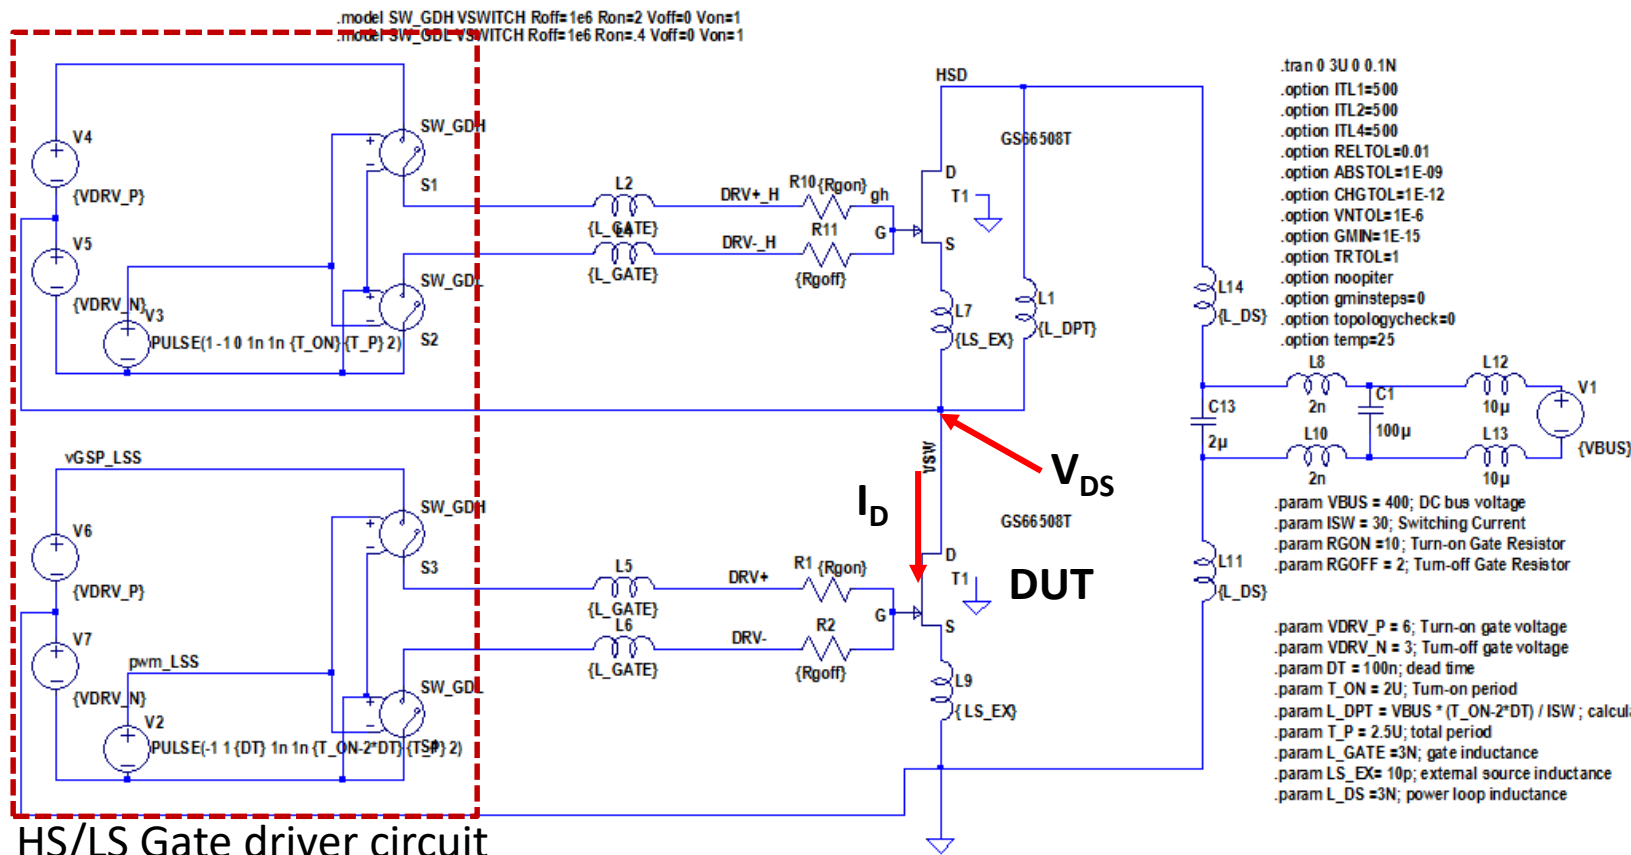 .model SW_GDH VSWITCH Roff=1e6 Ron=2 Voff=0 Von=1
.model SW_GDL VSWITCH Roff=1e6 Ron=.4 Voff=0 Von=1
HSD
.tran 0 3U 0 0.1N
.option ITL1=500
.option ITL2=500
.option ITL4=500
.option RELTOL=0.01
.option ABSTOL=1E-09
.option CHGTOL=1E-12
.option VNTOL=1E-6
.option GMIN=1E-15
.option TRTOL=1
.option noopiter
.option gminsteps=0
.option topologycheck=0
.option temp=25
V4
{VDRV_P}
V5
{VDRV_N}
V3
PULSE(1 -1 0 1n 1n {T_ON} {T_P} 2)
SW_GDH
S1
SW_GDL
S2
L2
{L_GATE}
{L_GATE}
DRV+_H
DRV-_H
R10 {Rgon}
R11
{Rgoff}
gh
G
D
T1
S
GS66508T
L7
{LS_EX}
L1
{L_DPT}
L14
{L_DS}
L8
2n
C13
2µ
L10
2n
C1
100µ
L12
10µ
L13
10µ
V1
{VBUS}
VSW
V_DS
I_D
vGSP_LSS
V6
{VDRV_P}
V7
{VDRV_N}
pwm_LSS
V2
PULSE(-1 1 {DT} 1n 1n {T_ON-2*DT} {T_P} 2)
SW_GDH
S3
SW_GDL
S4
L5
{L_GATE}
L6
{L_GATE}
DRV+
DRV-
R1 {Rgon}
R2
{Rgoff}
G
D
T1
S
GS66508T
DUT
L9
{LS_EX}
L11
{L_DS}
.param VBUS = 400; DC bus voltage
.param ISW = 30; Switching Current
.param RGON =10; Turn-on Gate Resistor
.param RGOFF = 2; Turn-off Gate Resistor
.param VDRV_P = 6; Turn-on gate voltage
.param VDRV_N = 3; Turn-off gate voltage
.param DT = 100n; dead time
.param T_ON = 2U; Turn-on period
.param L_DPT = VBUS * (T_ON-2*DT) / ISW ; calcul
.param T_P = 2.5U; total period
.param L_GATE =3N; gate inductance
.param LS_EX= 10p; external source inductance
.param L_DS =3N; power loop inductance
HS/LS Gate driver circuit